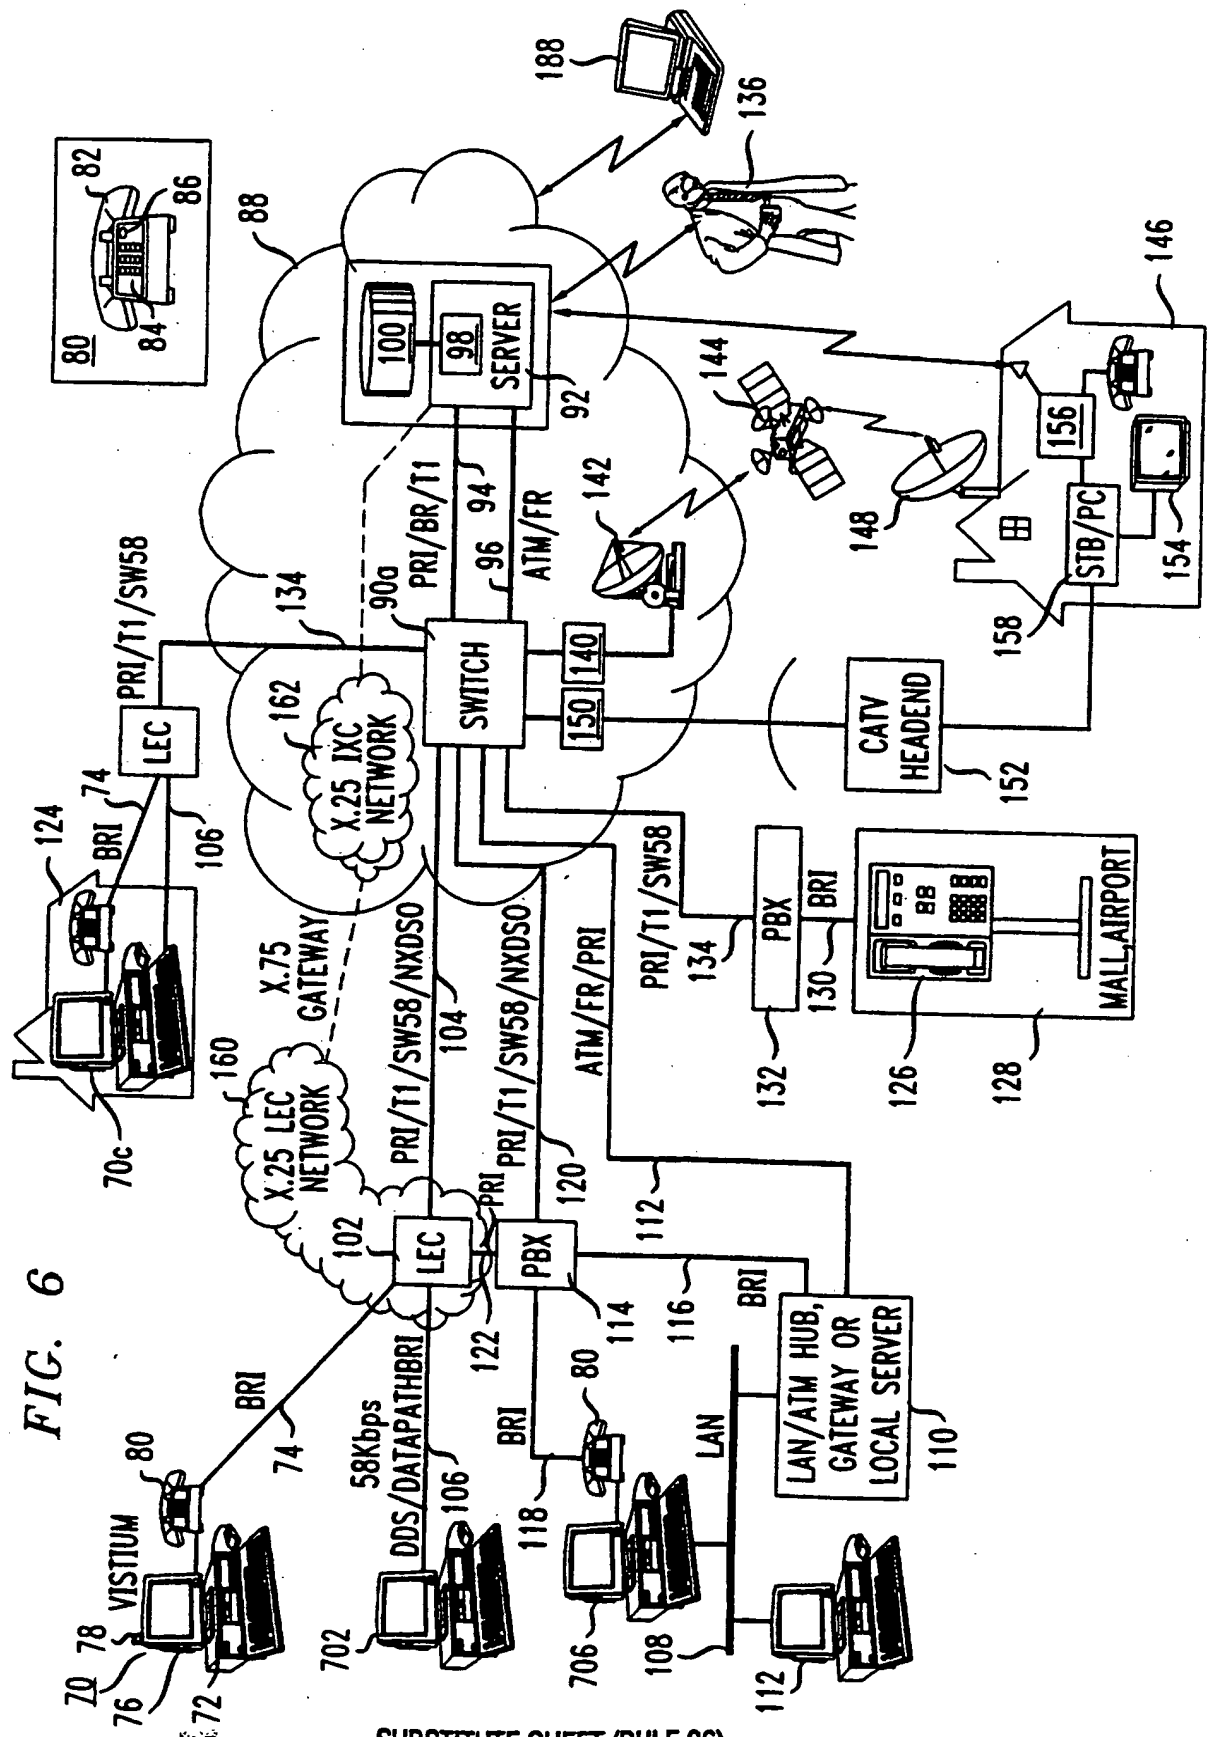 FIG. 6
70
78
VISTIUM
76
72
80
BRI
74
702
58Kbps
DDS/DATAPATHBRI
106
706
80
BRI
118
108
LAN
112
LAN/ATM HUB,
GATEWAY OR
LOCAL SERVER
110
BRI
116
112
102
LEC
122
PRI
PBX
114
120
160
X.25 LEC
NETWORK
X.75
GATEWAY
PRI/T1/SW58/NXDSO
104
PRI/T1/SW58/NXDSO
ATM/FR/PRI
70c
124
BRI
74
106
LEC
PRI/T1/SW58
134
162
X.25 IXC
NETWORK
90a
SWITCH
PRI/BR/T1
94
96
ATM/FR
88
100
98
SERVER
92
80
82
84
86
188
136
140
150
142
144
146
148
156
STB/PC
158
154
CATV
HEADEND
152
PRI/T1/SW58
134
PBX
132
BRI
130
126
128
MALL,AIRPORT